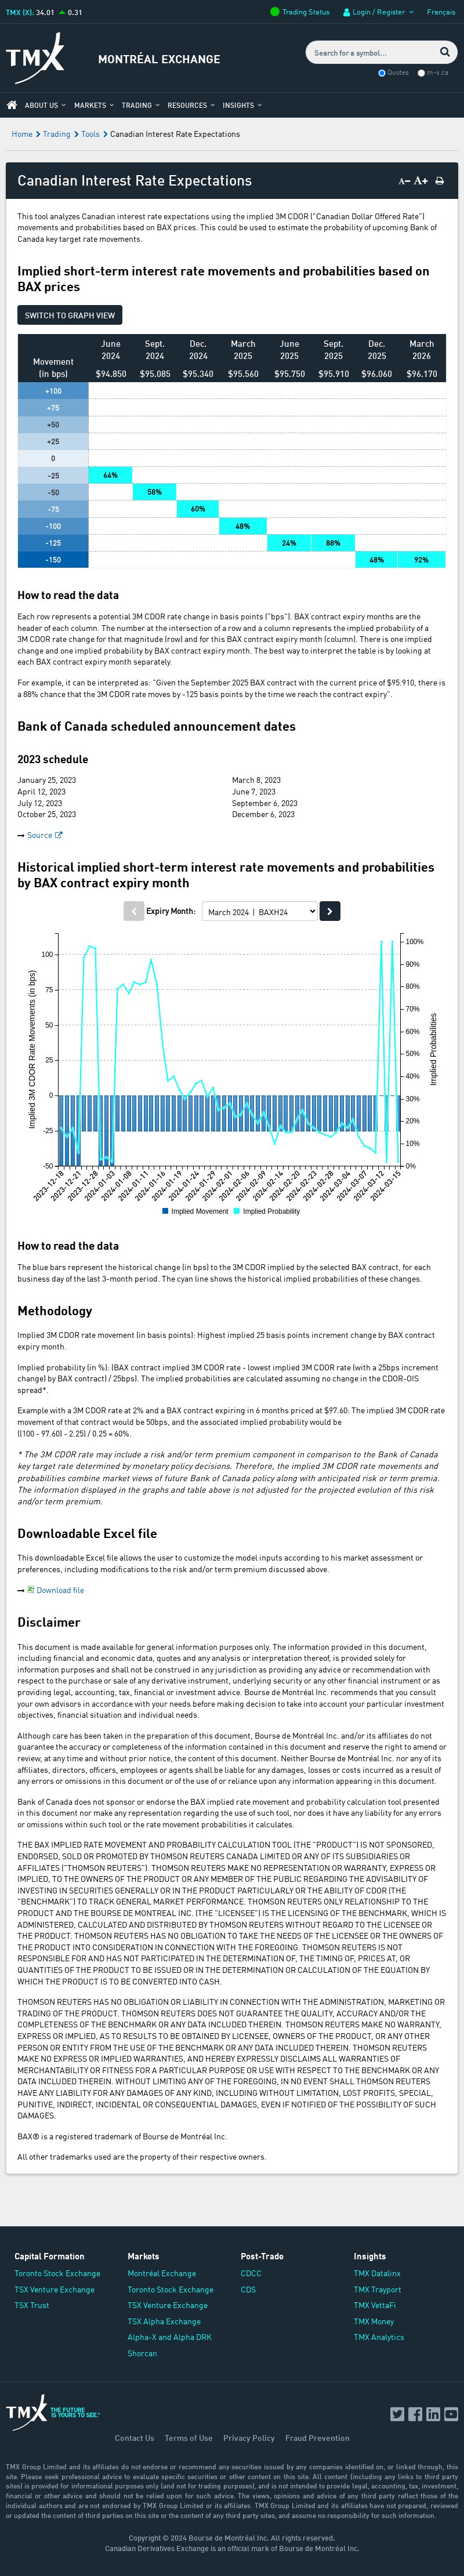 TMX (X): 34.01 0.31
Trading Status Login / Register Français
TMX
MONTRÉAL EXCHANGE
Search for a symbol...
Quotes m-x.ca
ABOUT US MARKETS TRADING RESOURCES INSIGHTS
Home Trading Tools Canadian Interest Rate Expectations
Canadian Interest Rate Expectations A− A+
This tool analyzes Canadian interest rate expectations using the implied 3M CDOR ("Canadian Dollar Offered Rate")
movements and probabilities based on BAX prices. This could be used to estimate the probability of upcoming Bank of
Canada key target rate movements.
Implied short-term interest rate movements and probabilities based on
BAX prices
SWITCH TO GRAPH VIEW
Movement (in bps) June 2024 Sept. 2024 Dec. 2024 March 2025 June 2025 Sept. 2025 Dec. 2025 March 2026
$94.850 $95.085 $95.340 $95.560 $95.750 $95.910 $96.060 $96.170
+100
+75
+50
+25
0
-25 64%
-50 58%
-75 60%
-100 48%
-125 24% 88%
-150 48% 92%
How to read the data
Each row represents a potential 3M CDOR rate change in basis points ("bps"). BAX contract expiry months are the
header of each column. The number at the intersection of a row and a column represents the implied probability of a
3M CDOR rate change for that magnitude (row) and for this BAX contract expiry month (column). There is one implied
change and one implied probability by BAX contract expiry month. The best way to interpret the table is by looking at
each BAX contract expiry month separately.
For example, it can be interpreted as: "Given the September 2025 BAX contract with the current price of $95.910, there is
a 88% chance that the 3M CDOR rate moves by -125 basis points by the time we reach the contract expiry".
Bank of Canada scheduled announcement dates
2023 schedule
January 25, 2023 March 8, 2023
April 12, 2023 June 7, 2023
July 12, 2023 September 6, 2023
October 25, 2023 December 6, 2023
Source
Historical implied short-term interest rate movements and probabilities
by BAX contract expiry month
Expiry Month: March 2024 | BAXH24
Implied 3M CDOR Rate Movements (in bps)
100
75
50
25
0
-25
-50
100%
90%
80%
70%
60%
50%
40%
30%
20%
10%
0%
Implied Probabilities
2023-12-18 2023-12-21 2023-12-28 2024-01-03 2024-01-08 2024-01-11 2024-01-16 2024-01-19 2024-01-24 2024-01-29 2024-02-01 2024-02-06 2024-02-09 2024-02-14 2024-02-20 2024-02-23 2024-02-28 2024-03-04 2024-03-07 2024-03-12 2024-03-15
Implied Movement Implied Probability
How to read the data
The blue bars represent the historical change (in bps) to the 3M CDOR implied by the selected BAX contract, for each
business day of the last 3-month period. The cyan line shows the historical implied probabilities of these changes.
Methodology
Implied 3M CDOR rate movement (in basis points): Highest implied 25 basis points increment change by BAX contract
expiry month.
Implied probability (in %): (BAX contract implied 3M CDOR rate - lowest implied 3M CDOR rate (with a 25bps increment
change) by BAX contract) / 25bps). The implied probabilities are calculated assuming no change in the CDOR-OIS
spread*.
Example with a 3M CDOR rate at 2% and a BAX contract expiring in 6 months priced at $97.60: The implied 3M CDOR rate
movement of that contract would be 50bps, and the associated implied probability would be
((100 - 97.60) - 2.25) / 0.25 = 60%.
* The 3M CDOR rate may include a risk and/or term premium component in comparison to the Bank of Canada
key target rate determined by monetary policy decisions. Therefore, the implied 3M CDOR rate movements and
probabilities combine market views of future Bank of Canada policy along with anticipated risk or term premia.
The information displayed in the graph and table above is not adjusted for the projected evolution of this risk
and/or term premium.
Downloadable Excel file
This downloadable Excel file allows the user to customize the model inputs according to his market assessment or
preferences, including modifications to the risk and/or term premium discussed above.
Download file
Disclaimer
This document is made available for general information purposes only. The information provided in this document,
including financial and economic data, quotes and any analysis or interpretation thereof, is provided solely for
information purposes and shall not be construed in any jurisdiction as providing any advice or recommendation with
respect to the purchase or sale of any derivative instrument, underlying security or any other financial instrument or as
providing legal, accounting, tax, financial or investment advice. Bourse de Montréal Inc. recommends that you consult
your own advisors in accordance with your needs before making decision to take into account your particular investment
objectives, financial situation and individual needs.
Although care has been taken in the preparation of this document, Bourse de Montréal Inc. and/or its affiliates do not
guarantee the accuracy or completeness of the information contained in this document and reserve the right to amend or
review, at any time and without prior notice, the content of this document. Neither Bourse de Montréal Inc. nor any of its
affiliates, directors, officers, employees or agents shall be liable for any damages, losses or costs incurred as a result of
any errors or omissions in this document or of the use of or reliance upon any information appearing in this document.
Bank of Canada does not sponsor or endorse the BAX implied rate movement and probability calculation tool presented
in this document nor make any representation regarding the use of such tool, nor does it have any liability for any errors
or omissions within such tool or the rate movement probabilities it calculates.
THE BAX IMPLIED RATE MOVEMENT AND PROBABILITY CALCULATION TOOL (THE "PRODUCT") IS NOT SPONSORED,
ENDORSED, SOLD OR PROMOTED BY THOMSON REUTERS CANADA LIMITED OR ANY OF ITS SUBSIDIARIES OR
AFFILIATES ("THOMSON REUTERS"). THOMSON REUTERS MAKE NO REPRESENTATION OR WARRANTY, EXPRESS OR
IMPLIED, TO THE OWNERS OF THE PRODUCT OR ANY MEMBER OF THE PUBLIC REGARDING THE ADVISABILITY OF
INVESTING IN SECURITIES GENERALLY OR IN THE PRODUCT PARTICULARLY OR THE ABILITY OF CDOR (THE
"BENCHMARK") TO TRACK GENERAL MARKET PERFORMANCE. THOMSON REUTERS ONLY RELATIONSHIP TO THE
PRODUCT AND THE BOURSE DE MONTREAL INC. (THE "LICENSEE") IS THE LICENSING OF THE BENCHMARK, WHICH IS
ADMINISTERED, CALCULATED AND DISTRIBUTED BY THOMSON REUTERS WITHOUT REGARD TO THE LICENSEE OR
THE PRODUCT. THOMSON REUTERS HAS NO OBLIGATION TO TAKE THE NEEDS OF THE LICENSEE OR THE OWNERS OF
THE PRODUCT INTO CONSIDERATION IN CONNECTION WITH THE FOREGOING. THOMSON REUTERS IS NOT
RESPONSIBLE FOR AND HAS NOT PARTICIPATED IN THE DETERMINATION OF, THE TIMING OF, PRICES AT, OR
QUANTITIES OF THE PRODUCT TO BE ISSUED OR IN THE DETERMINATION OR CALCULATION OF THE EQUATION BY
WHICH THE PRODUCT IS TO BE CONVERTED INTO CASH.
THOMSON REUTERS HAS NO OBLIGATION OR LIABILITY IN CONNECTION WITH THE ADMINISTRATION, MARKETING OR
TRADING OF THE PRODUCT. THOMSON REUTERS DOES NOT GUARANTEE THE QUALITY, ACCURACY AND/OR THE
COMPLETENESS OF THE BENCHMARK OR ANY DATA INCLUDED THEREIN. THOMSON REUTERS MAKE NO WARRANTY,
EXPRESS OR IMPLIED, AS TO RESULTS TO BE OBTAINED BY LICENSEE, OWNERS OF THE PRODUCT, OR ANY OTHER
PERSON OR ENTITY FROM THE USE OF THE BENCHMARK OR ANY DATA INCLUDED THEREIN. THOMSON REUTERS
MAKE NO EXPRESS OR IMPLIED WARRANTIES, AND HEREBY EXPRESSLY DISCLAIMS ALL WARRANTIES OF
MERCHANTABILITY OR FITNESS FOR A PARTICULAR PURPOSE OR USE WITH RESPECT TO THE BENCHMARK OR ANY
DATA INCLUDED THEREIN. WITHOUT LIMITING ANY OF THE FOREGOING, IN NO EVENT SHALL THOMSON REUTERS
HAVE ANY LIABILITY FOR ANY DAMAGES OF ANY KIND, INCLUDING WITHOUT LIMITATION, LOST PROFITS, SPECIAL,
PUNITIVE, INDIRECT, INCIDENTAL OR CONSEQUENTIAL DAMAGES, EVEN IF NOTIFIED OF THE POSSIBILITY OF SUCH
DAMAGES.
BAX® is a registered trademark of Bourse de Montréal Inc.
All other trademarks used are the property of their respective owners.
Capital Formation Markets Post-Trade Insights
Toronto Stock Exchange Montréal Exchange CDCC TMX Datalinx
TSX Venture Exchange Toronto Stock Exchange CDS TMX Trayport
TSX Trust TSX Venture Exchange TMX VettaFi
TSX Alpha Exchange TMX Money
Alpha-X and Alpha DRK TMX Analytics
Shorcan
TMX THE FUTURE
IS YOURS TO SEE.
Contact Us Terms of Use Privacy Policy Fraud Prevention
TMX Group Limited and its affiliates do not endorse or recommend any securities issued by any companies identified on, or linked through, this
site. Please seek professional advice to evaluate specific securities or other content on this site. All content (including any links to third party
sites) is provided for informational purposes only (and not for trading purposes), and is not intended to provide legal, accounting, tax, investment,
financial or other advice and should not be relied upon for such advice. The views, opinions and advice of any third party reflect those of the
individual authors and are not endorsed by TMX Group Limited or its affiliates. TMX Group Limited and its affiliates have not prepared, reviewed
or updated the content of third parties on this site or the content of any third party sites, and assume no responsibility for such information.
Copyright © 2024 Bourse de Montréal Inc. All rights reserved.
Canadian Derivatives Exchange is an official mark of Bourse de Montréal Inc.